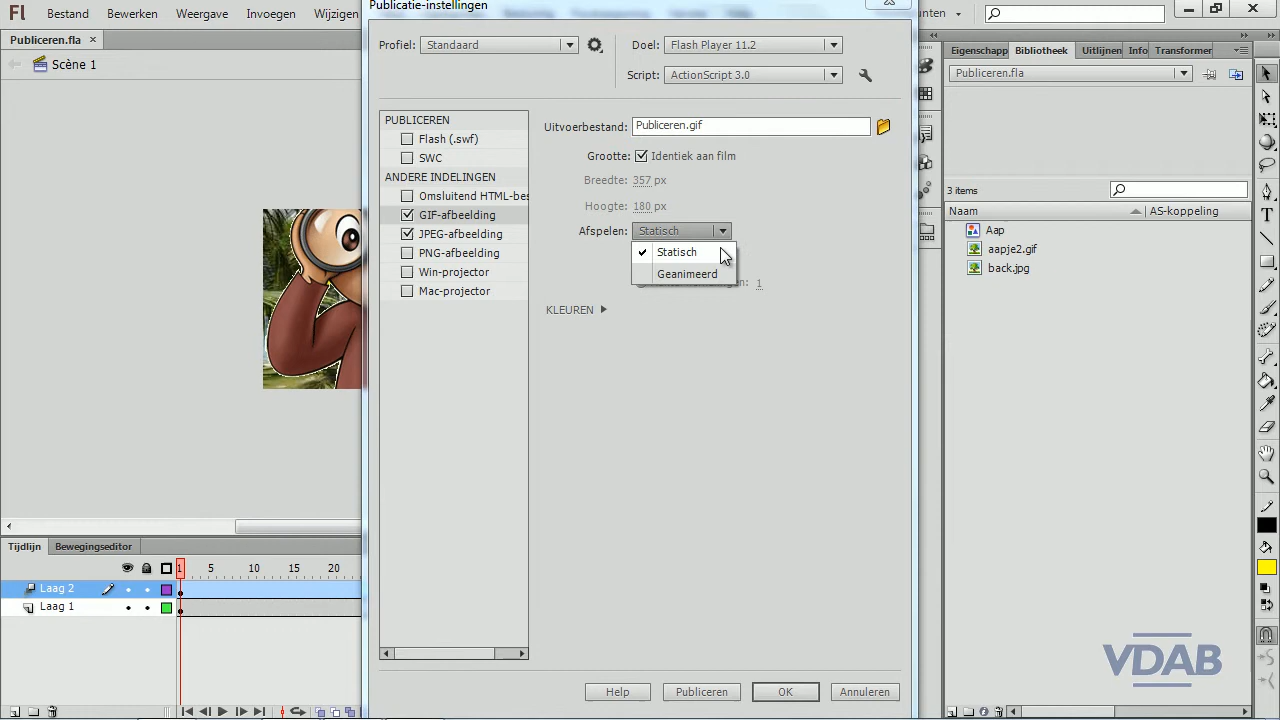 Publicatie-instellingen
Fl Bestand Bewerken Weergave Invoegen Wijzigen
Publiceren.fla ×
Scène 1
Profiel: Standaard
Doel: Flash Player 11.2
Script: ActionScript 3.0
PUBLICEREN
Flash (.swf)
SWC
ANDERE INDELINGEN
Omsluitend HTML-bes
GIF-afbeelding
JPEG-afbeelding
PNG-afbeelding
Win-projector
Mac-projector
Uitvoerbestand: Publiceren.gif
Grootte: Identiek aan film
Breedte: 357 px
Hoogte: 180 px
Afspelen: Statisch
Statisch
Geanimeerd
1
KLEUREN
Help Publiceren OK Annuleren
Eigenschapp Bibliotheek Uitlijnen Info Transformer
Publiceren.fla
3 items
Naam AS-koppeling
Aap
aapje2.gif
back.jpg
Tijdlijn Bewegingseditor
1 5 10 15 20
Laag 2
Laag 1
VDAB